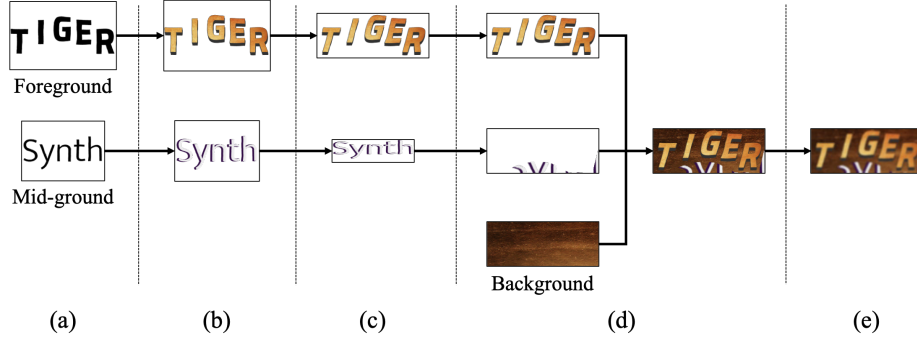 TIGER TIGER TIGER TIGER
Foreground
Synth Synth Synth TIGER TIGER
Mid-ground
Background
(a) (b) (c) (d) (e)